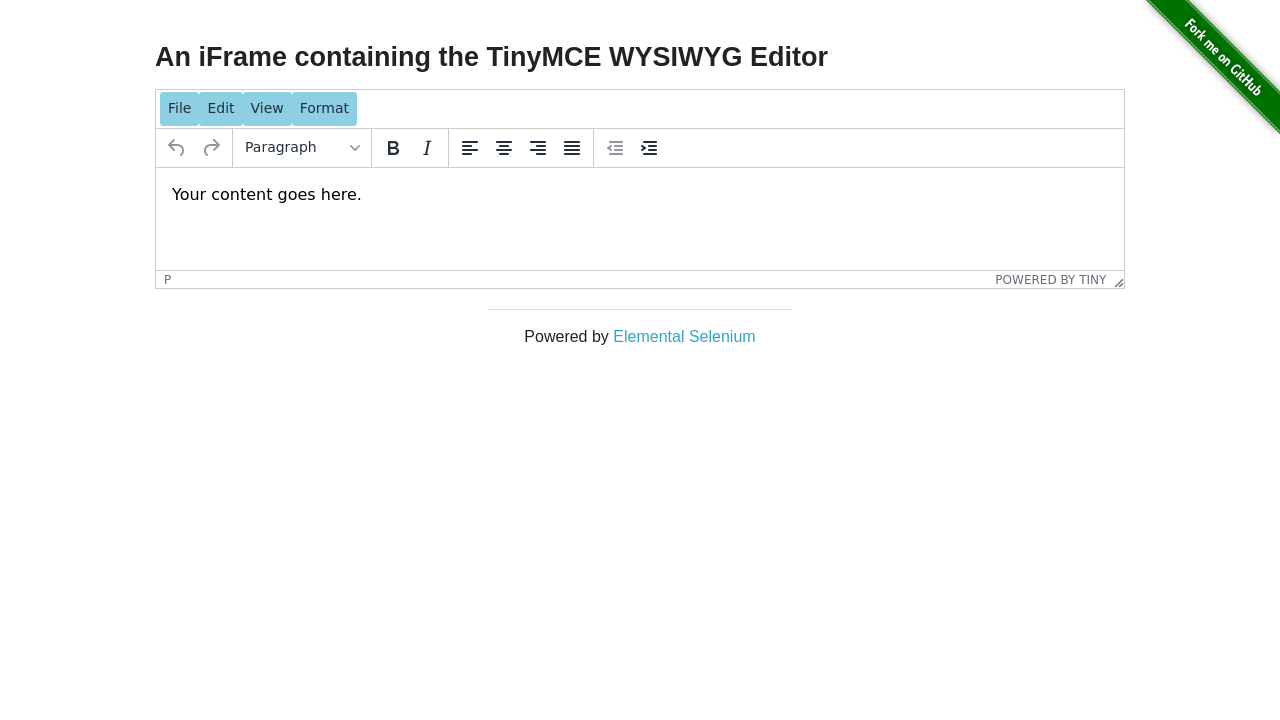 Fork me on GitHub
An iFrame containing the TinyMCE WYSIWYG Editor
File Edit View Format
Paragraph B I
Your content goes here.
P POWERED BY TINY
Powered by Elemental Selenium